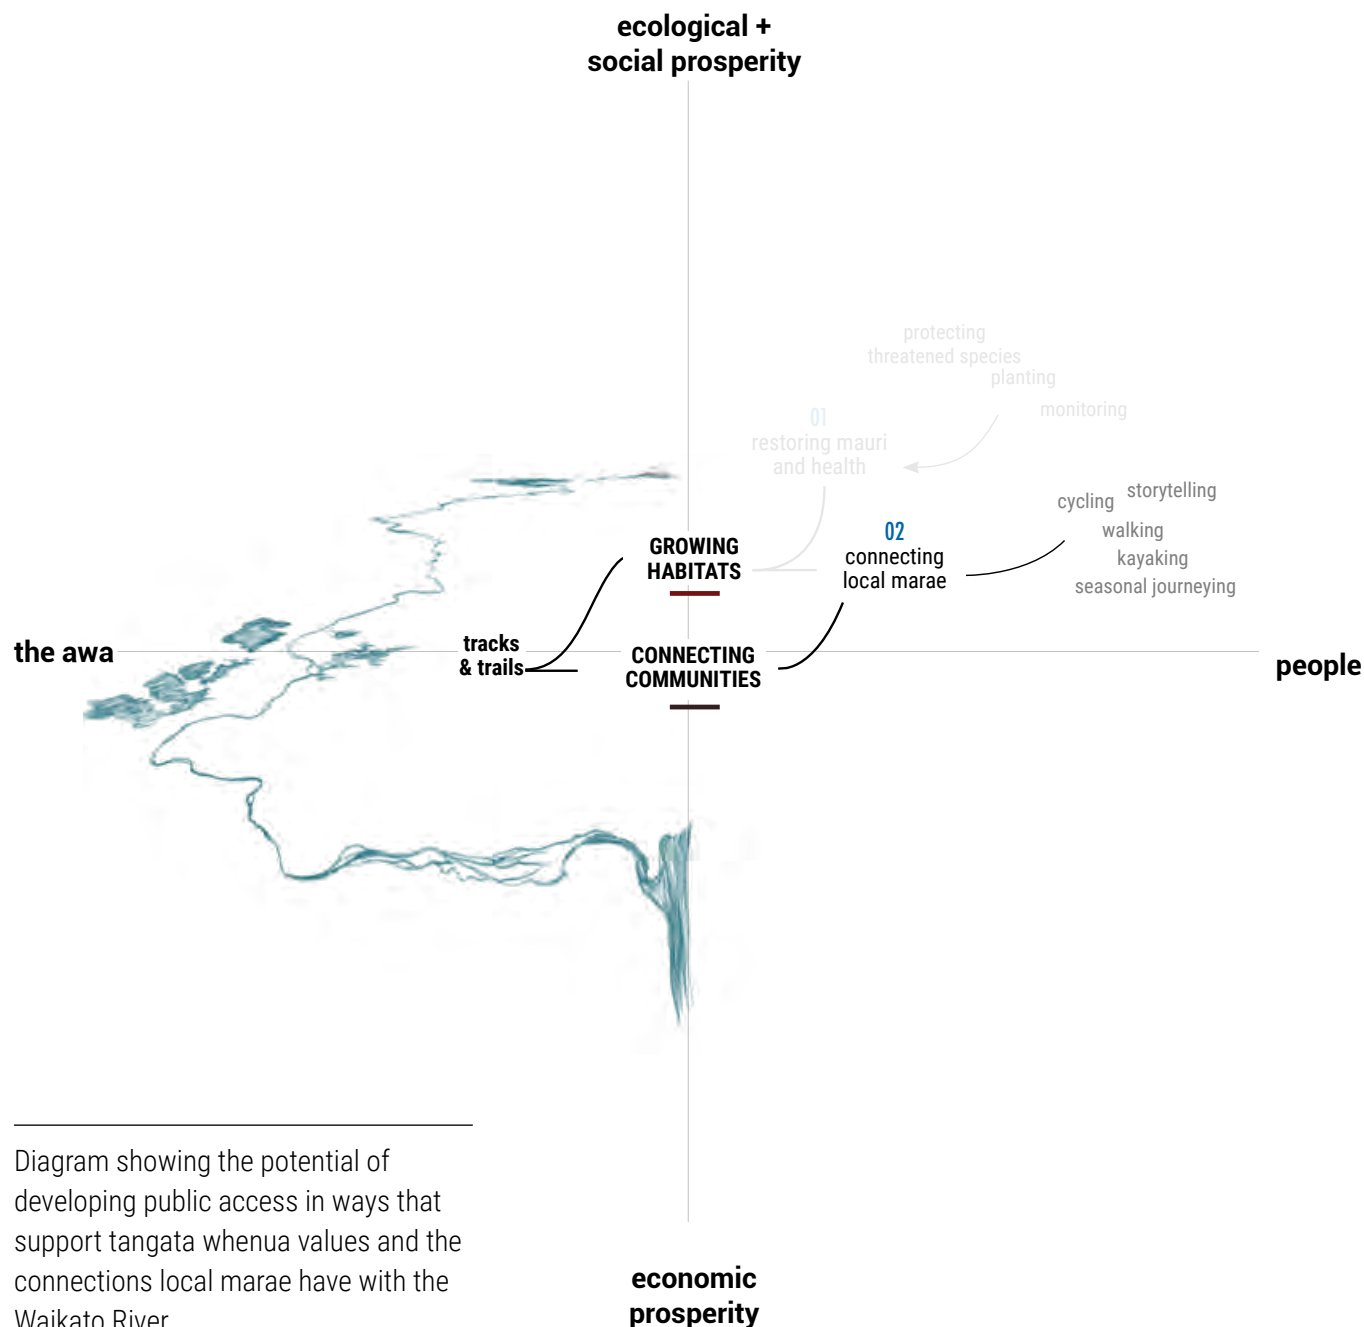 ecological +
social prosperity
protecting
threatened species
planting
monitoring
01
restoring mauri
and health
storytelling
cycling
walking
kayaking
seasonal journeying
02
connecting
local marae
GROWING
HABITATS
the awa
tracks
& trails
CONNECTING
COMMUNITIES
people
Diagram showing the potential of
developing public access in ways that
support tangata whenua values and the
connections local marae have with the
Waikato River
economic
prosperity